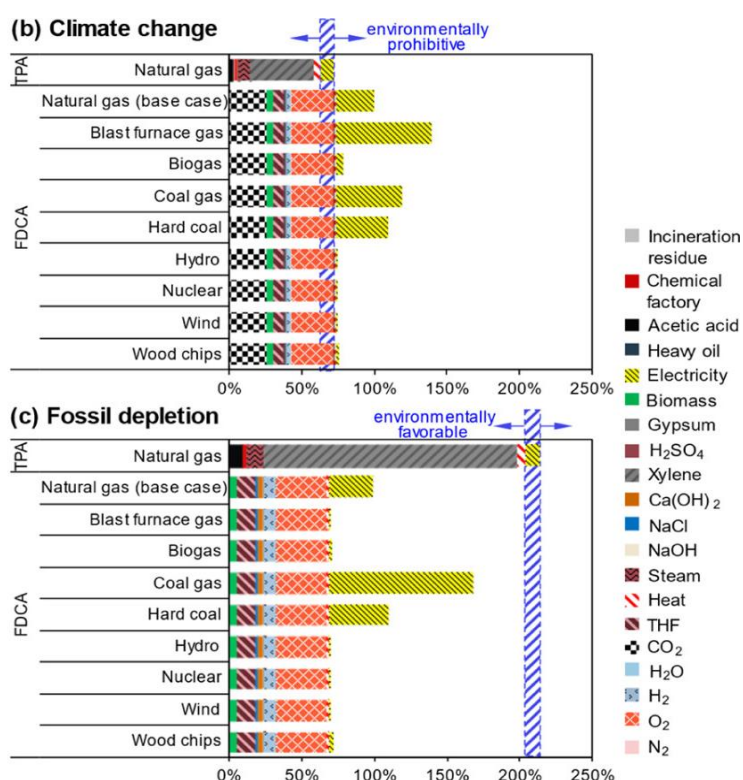 (b) Climate change
environmentally
prohibitive
TPA
Natural gas
FDCA
Natural gas (base case)
Blast furnace gas
Biogas
Coal gas
Hard coal
Hydro
Nuclear
Wind
Wood chips
0% 50% 100% 150% 200% 250%
(c) Fossil depletion
environmentally
favorable
TPA
Natural gas
FDCA
Natural gas (base case)
Blast furnace gas
Biogas
Coal gas
Hard coal
Hydro
Nuclear
Wind
Wood chips
0% 50% 100% 150% 200% 250%
Incineration
residue
Chemical
factory
Acetic acid
Heavy oil
Electricity
Biomass
Gypsum
H₂SO₄
Xylene
Ca(OH)₂
NaCl
NaOH
Steam
Heat
THF
CO₂
H₂O
H₂
O₂
N₂